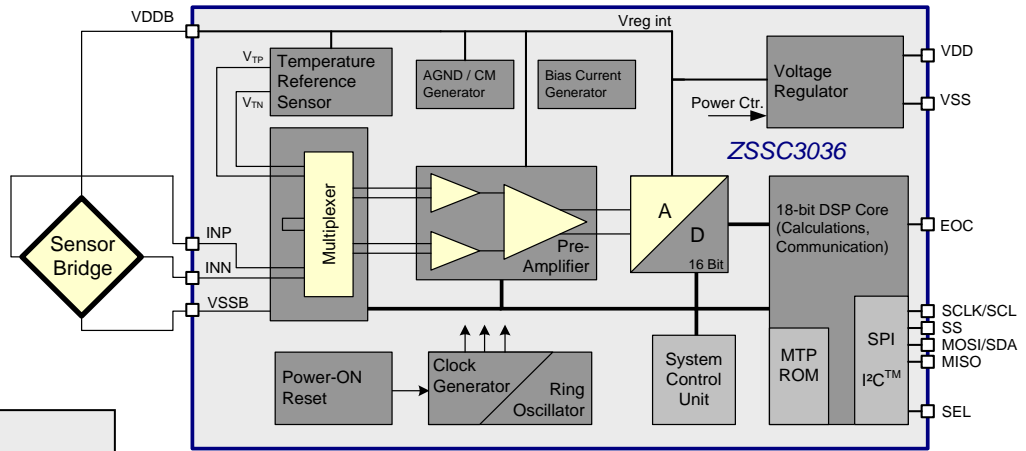 VDDB
Vreg int
VTP
VTN
Temperature
Reference
Sensor
AGND / CM
Generator
Bias Current
Generator
Voltage
Regulator
Power Ctr.
VDD
VSS
ZSSC3036
Multiplexer
Pre-
Amplifier
A
D
16 Bit
18-bit DSP Core
(Calculations,
Communication)
EOC
Sensor
Bridge
INP
INN
VSSB
Power-ON
Reset
Clock
Generator
Ring
Oscillator
System
Control
Unit
MTP
ROM
SPI
I²C™
SCLK/SCL
SS
MOSI/SDA
MISO
SEL